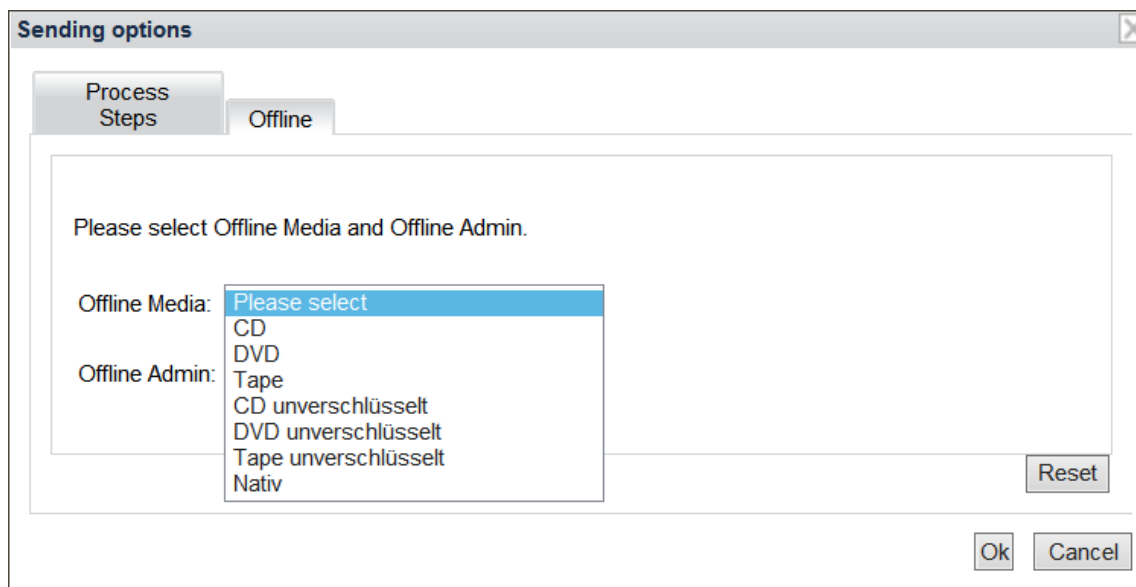 Sending options
Process
Steps
Offline
Please select Offline Media and Offline Admin.
Offline Media:
Please select
CD
DVD
Offline Admin:
Tape
CD unverschlüsselt
DVD unverschlüsselt
Tape unverschlüsselt
Nativ
Reset
Ok
Cancel